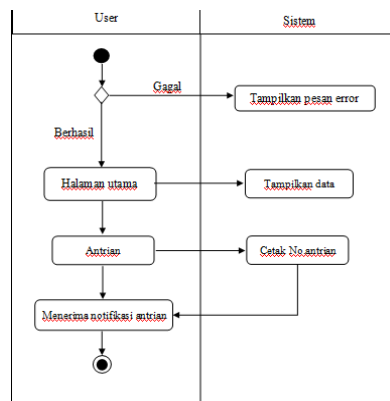 User
Sistem
Gagal
Tampilkan pesan error
Berhasil
Halaman utama
Tampilkan data
Antrian
Cetak No.antrian
Menerima notifikasi antrian